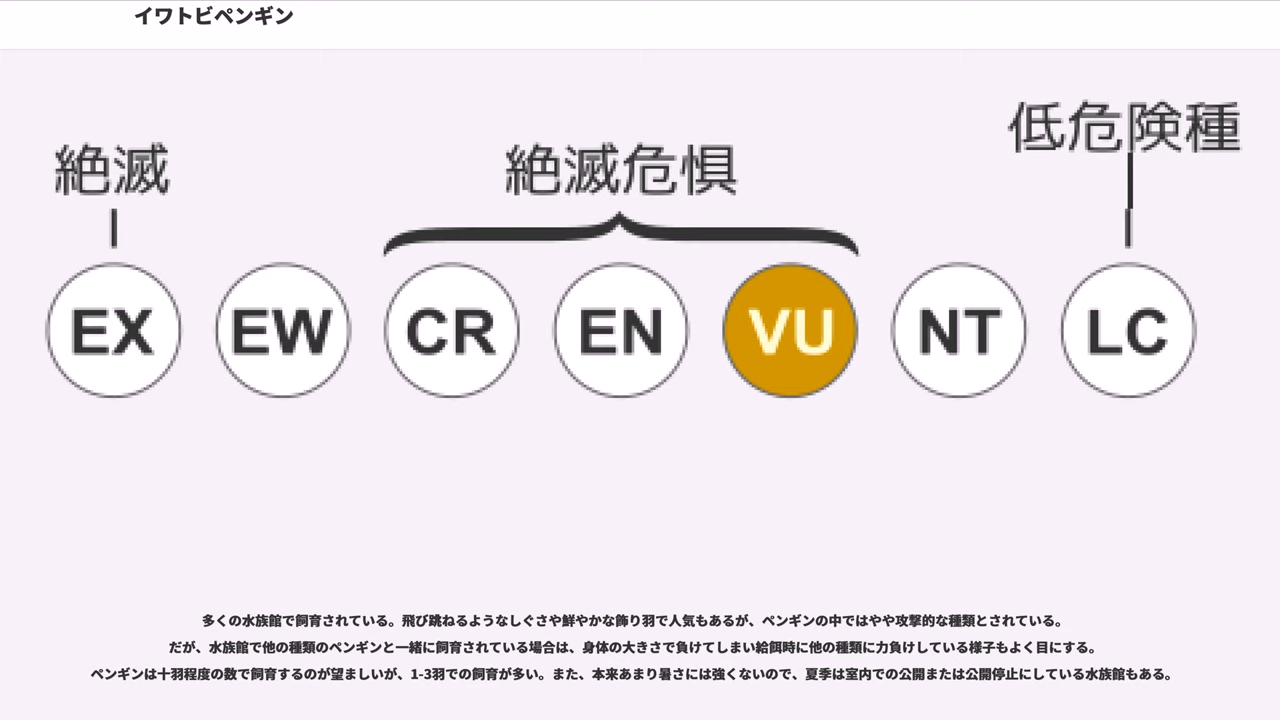 イワトビペンギン
低危険種
絶滅
絶滅危惧
EX EW CR EN VU NT LC
多くの水族館で飼育されている。飛び跳ねるようなしぐさや鮮やかな飾り羽で人気もあるが、ペンギンの中ではやや攻撃的な種類とされている。
だが、水族館で他の種類のペンギンと一緒に飼育されている場合は、身体の大きさで負けてしまい給餌時に他の種類に力負けしている様子もよく目にする。
ペンギンは十羽程度の数で飼育するのが望ましいが、1-3羽での飼育が多い。また、本来あまり暑さには強くないので、夏季は室内での公開または公開停止にしている水族館もある。